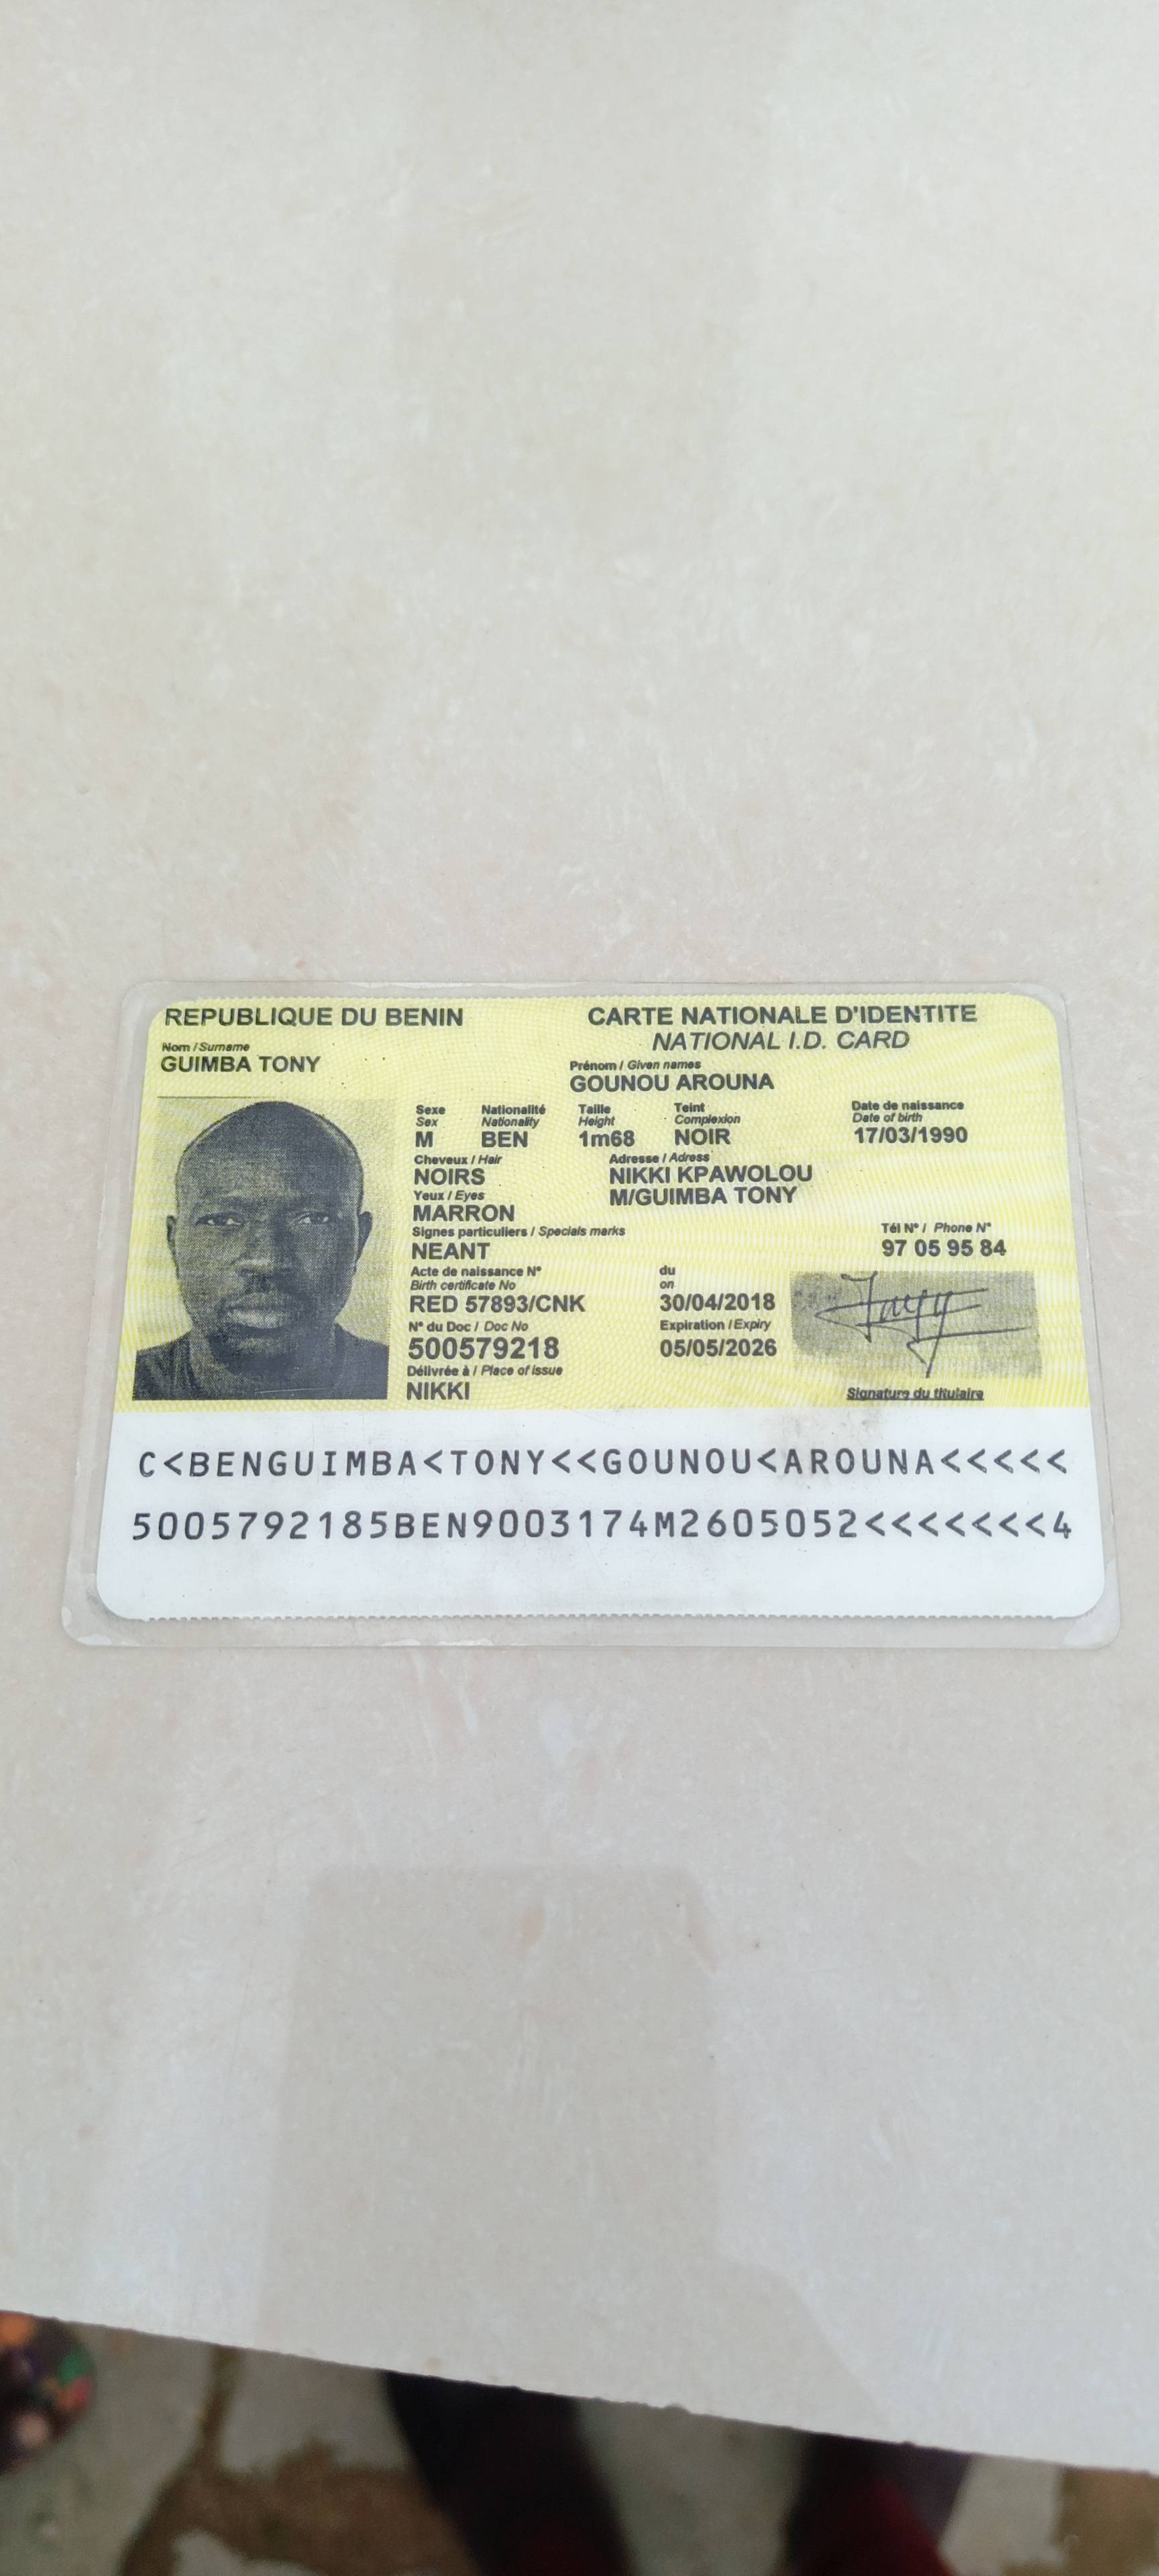 REPUBLIQUE DU BENIN
CARTE NATIONALE D'IDENTITE
NATIONAL I.D. CARD
Nom / Surname
GUIMBA TONY
Prénom / Given names
GOUNOU AROUNA
Sexe Nationalité Taille Teint Date de naissance
Sex Nationality Height Complexion Date of birth
M BEN 1m68 NOIR 17/03/1990
Cheveux / Hair Adresse / Adress
NOIRS NIKKI KPAWOLOU
Yeux / Eyes M/GUIMBA TONY
MARRON
Signes particuliers / Specials marks Tél N° / Phone N°
NEANT 97 05 95 84
Acte de naissance N° du
Birth certificate No on
RED 57893/CNK 30/04/2018
N° du Doc / Doc No Expiration / Expiry
500579218 05/05/2026
Délivrée à / Place of issue
NIKKI Signature du titulaire
C<BENGUIMBA<TONY<<GOUNOU<AROUNA<<<<<
5005792185BEN9003174M2605052<<<<<<<4